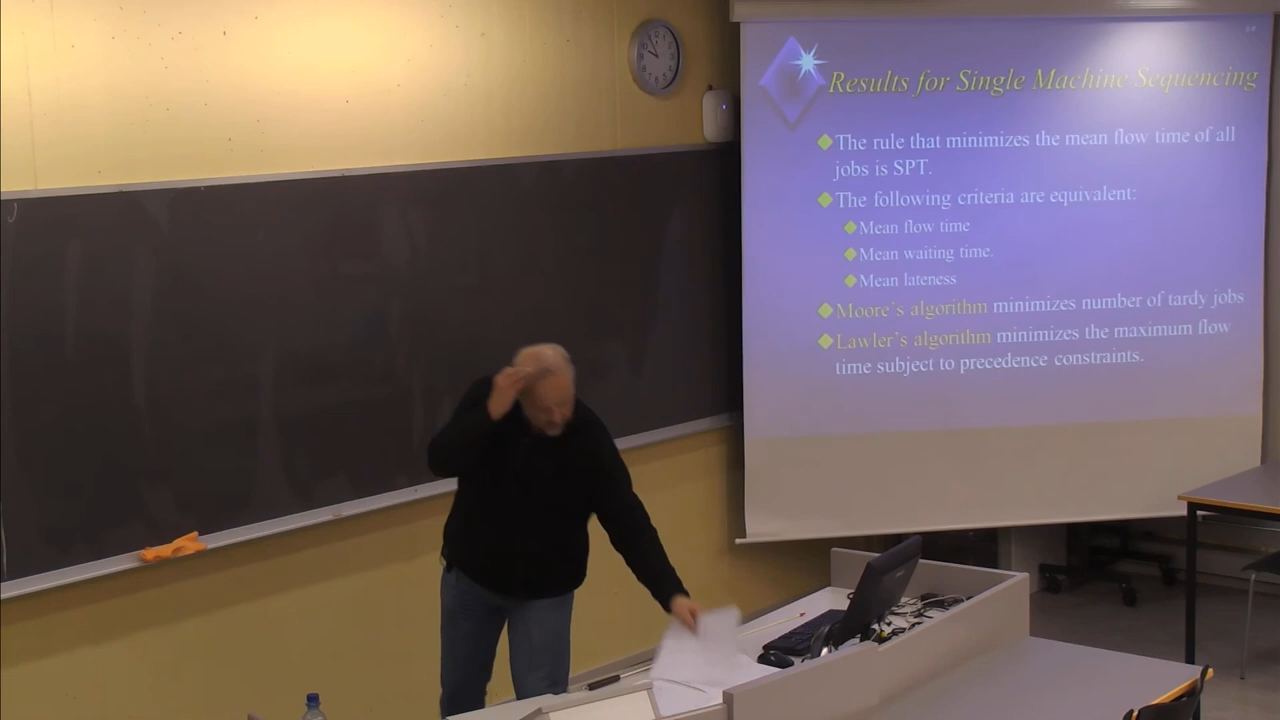 Results for Single Machine Sequencing
The rule that minimizes the mean flow time of all
jobs is SPT.
The following criteria are equivalent:
Mean flow time
Mean waiting time.
Mean lateness
Moore's algorithm minimizes number of tardy jobs
Lawler's algorithm minimizes the maximum flow
time subject to precedence constraints.